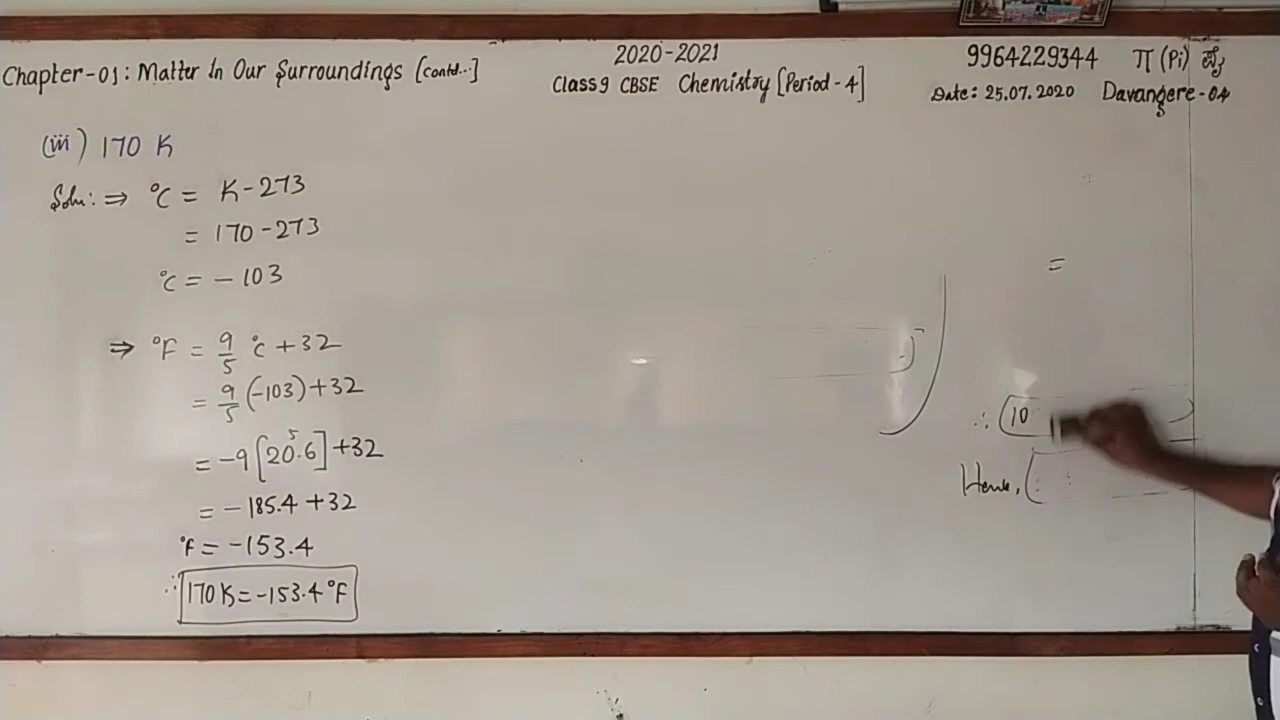 2020-2021
Chapter-01: Matter In Our Surroundings [Contd...]
Class 9 CBSE Chemistry [Period-4]
9964229344 π (Pi)
Date: 25.07.2020 Davangere-04
(iii) 170 K
Soln: ⇒ °C = K-273
= 170-273
°C = -103
⇒ °F = 9/5 °C +32
= 9/5 (-103)+32
= -9[20.6]+32
5
= -185.4 +32
°F = -153.4
∴ 170 K = -153.4 °F
=
∴ (10
Hence,